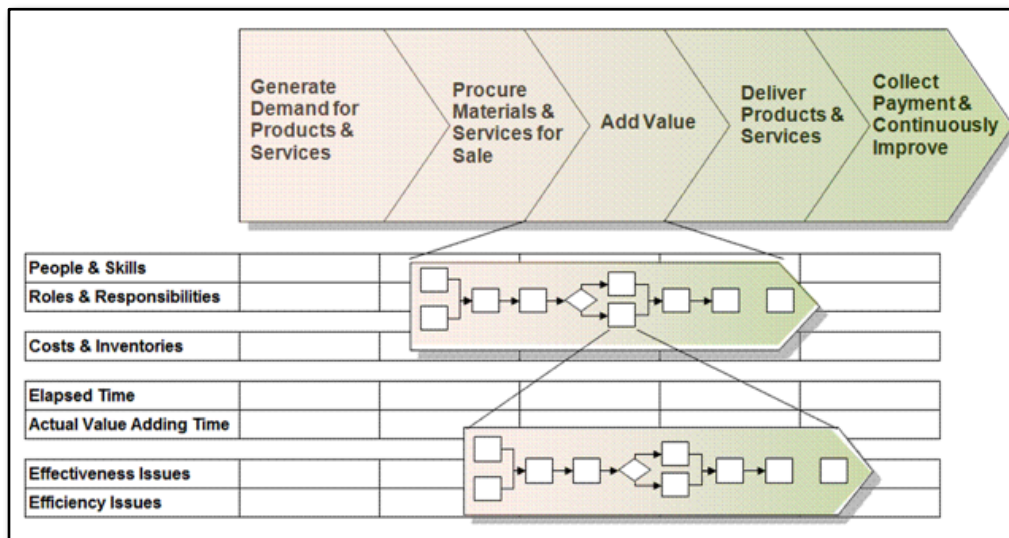 Generate
Demand for
Products &
Services
Procure
Materials &
Services for
Sale
Add Value
Deliver
Products &
Services
Collect
Payment &
Continuously
Improve
People & Skills
Roles & Responsibilities
Costs & Inventories
Elapsed Time
Actual Value Adding Time
Effectiveness Issues
Efficiency Issues